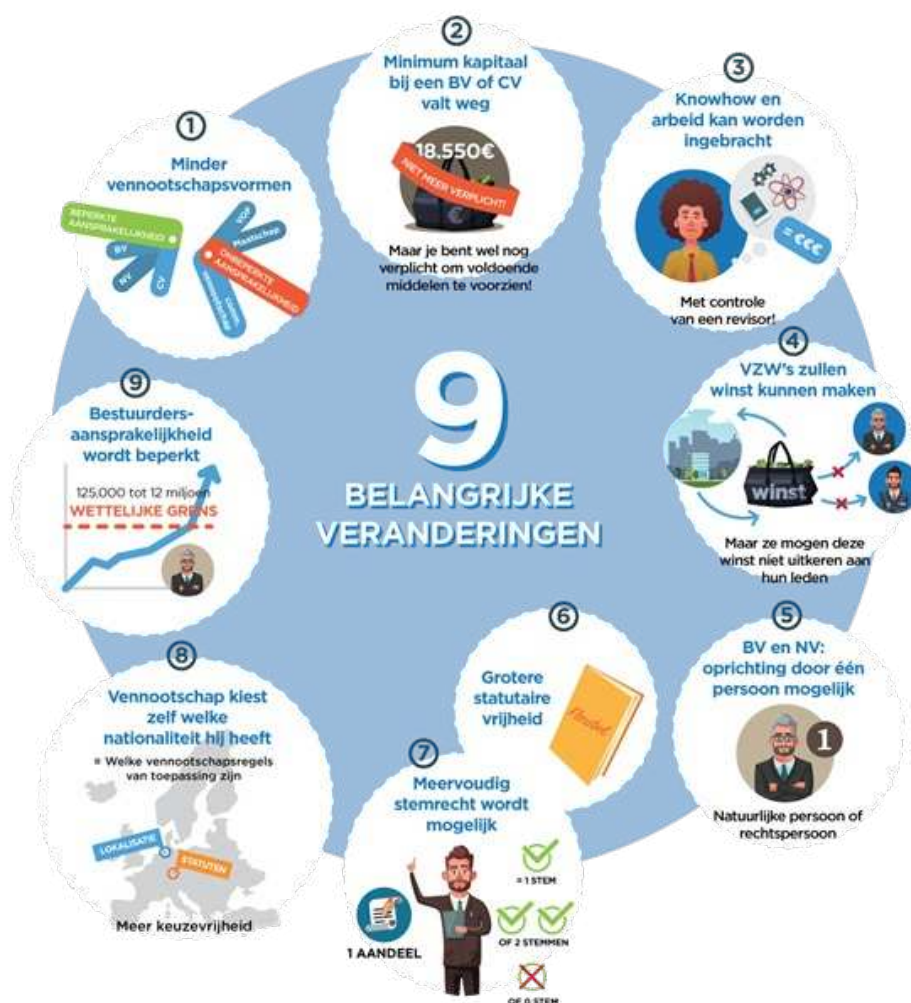 9
BELANGRIJKE
VERANDERINGEN
1
Minder
vennootschapsvormen
BEPERKTE
AANSPRAKELIJKHEID
BV
NV
CV
VOF
Maatschap
ONBEPERKTE
AANSPRAKELIJKHEID
comm.
vennootschap
2
Minimum kapitaal
bij een BV of CV
valt weg
18.550€
NIET MEER VERPLICHT!
€
Maar je bent wel nog
verplicht om voldoende
middelen te voorzien!
3
Knowhow en
arbeid kan worden
ingebracht
= €€€
Met controle
van een revisor!
4
VZW's zullen
winst kunnen maken
winst
Maar ze mogen deze
winst niet uitkeren aan
hun leden
5
BV en NV:
oprichting door één
persoon mogelijk
1
Natuurlijke persoon of
rechtspersoon
6
Grotere
statutaire
vrijheid
7
Meervoudig
stemrecht wordt
mogelijk
1 AANDEEL
= 1 STEM
OF 2 STEMMEN
OF 0 STEM
8
Vennootschap kiest
zelf welke
nationaliteit hij heeft
= Welke vennootschapsregels
van toepassing zijn
LOKALISATIE
STATUTEN
Meer keuzevrijheid
9
Bestuurders-
aansprakelijkheid
wordt beperkt
125.000 tot 12 miljoen
WETTELIJKE GRENS